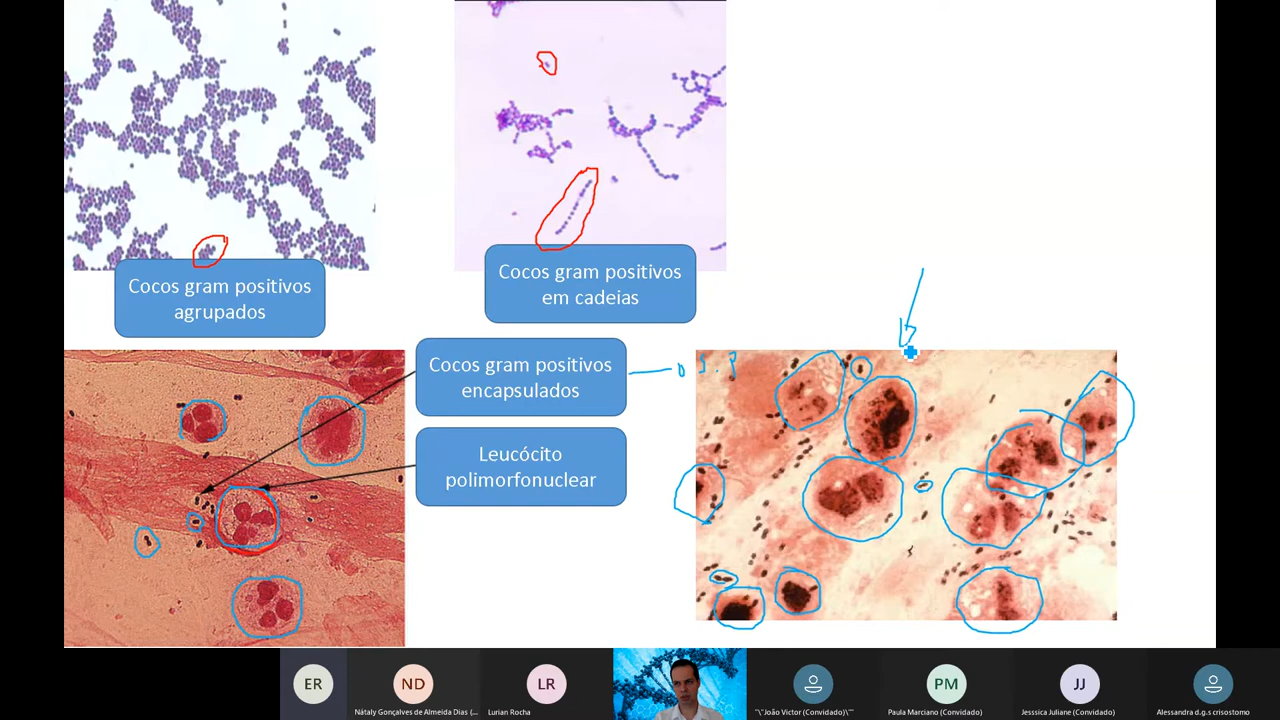 Cocos gram positivos
agrupados
Cocos gram positivos
em cadeias
Cocos gram positivos
encapsulados
Leucócito
polimorfonuclear
ER
ND
LR
PM
JJ
Nátaly Gonçalves de Almeida Dias (...
Lurian Rocha
"\"João Victor (Convidado)\""
Paula Marciano (Convidado)
Jesssica Juliane (Convidado)
Alessandra d.g.s crisostomo